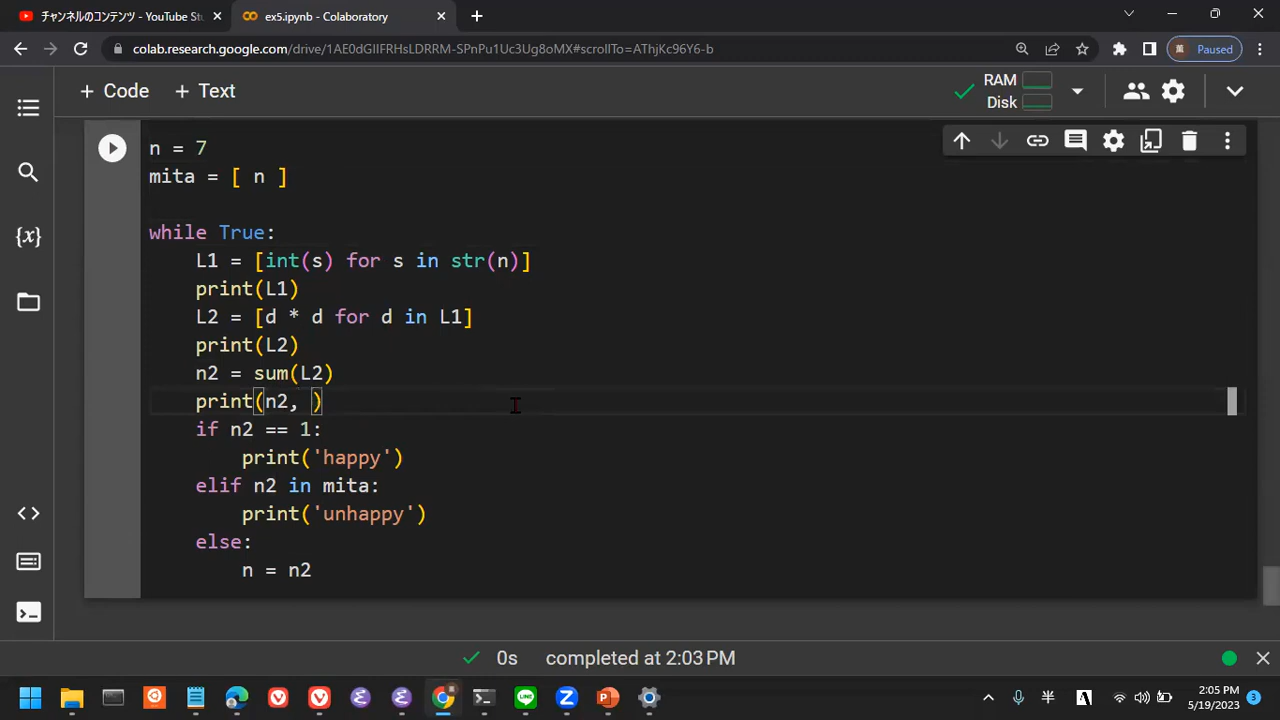 チャンネルのコンテンツ - YouTube Stu
ex5.ipynb - Colaboratory
colab.research.google.com/drive/1AE0dGIIFRHsLDRRM-SPnPu1Uc3Ug8oMX#scrollTo=AThjKc96Y6-b
Paused
+ Code + Text
RAM
Disk
n = 7
mita = [ n ]
while True:
L1 = [int(s) for s in str(n)]
print(L1)
L2 = [d * d for d in L1]
print(L2)
n2 = sum(L2)
print(n2, )
if n2 == 1:
print('happy')
elif n2 in mita:
print('unhappy')
else:
n = n2
0s completed at 2:03 PM
半 A
2:05 PM
5/19/2023
3